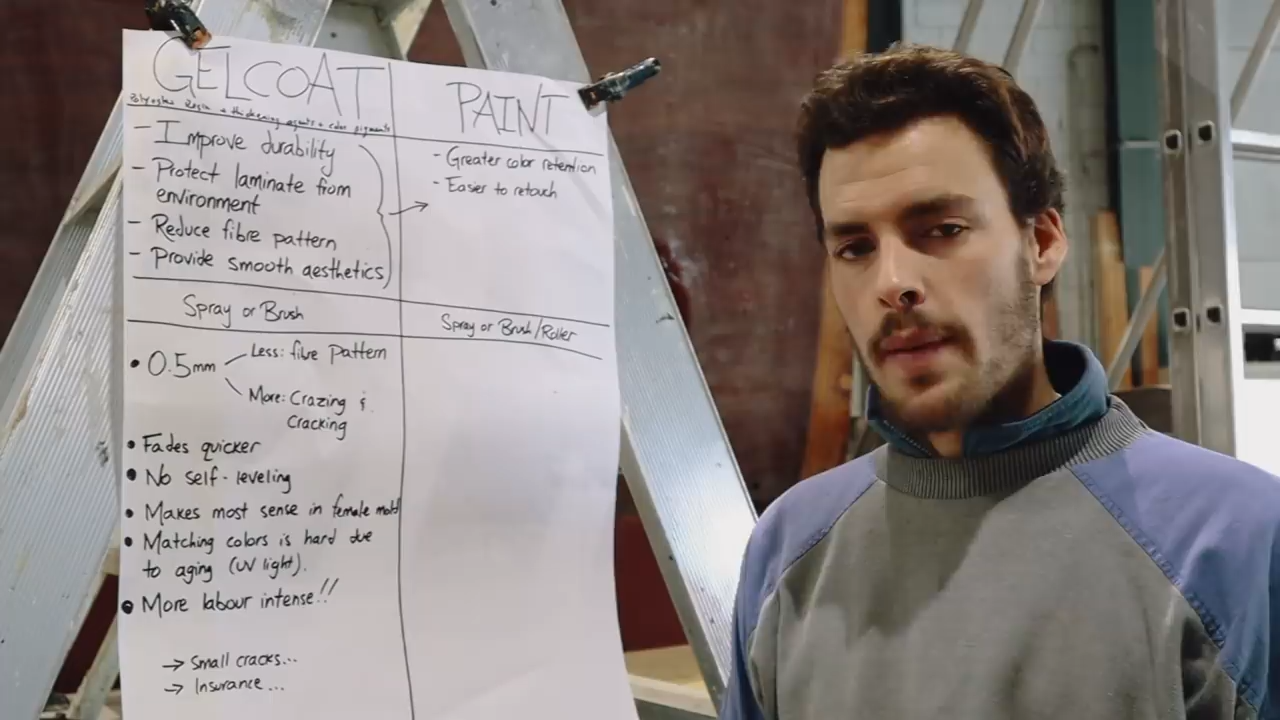 GELCOAT
Polyester Resin + thickening agents + color pigments
- Improve durability
- Protect laminate from
environment
- Reduce fibre pattern
- Provide smooth aesthetics
Spray or Brush
• 0.5mm
Less: fibre Pattern
More: Crazing &
Cracking
• Fades quicker
• No self-leveling
• Makes most sense in female mold
• Matching colors is hard due
to aging (UV light).
• More labour intense!!
→ Small cracks...
→ Insurance...
PAINT
- Greater color retention
- Easier to retouch
Spray or Brush/Roller